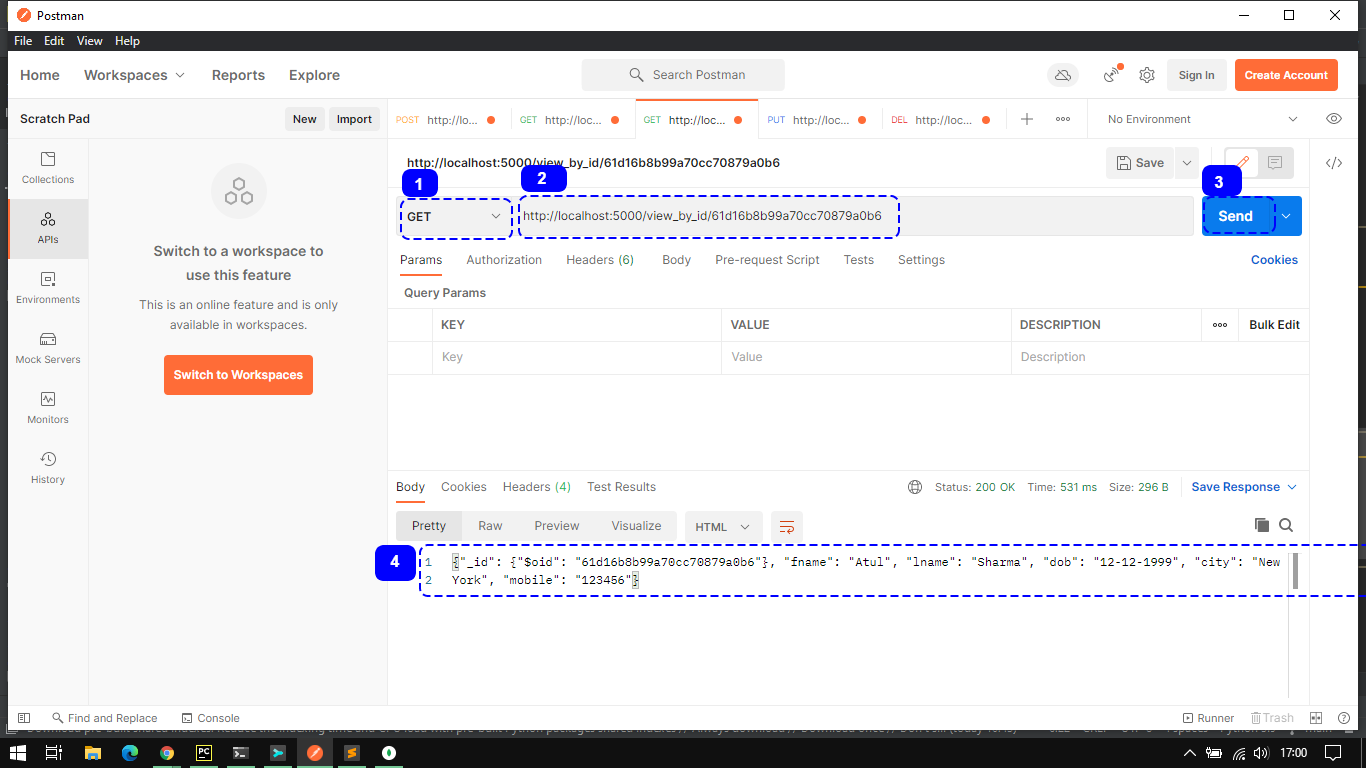 Postman
File Edit View Help
Home Workspaces Reports Explore Search Postman Sign In Create Account
Scratch Pad New Import
POST http://lo... GET http://loc... GET http://loc... PUT http://loc... DEL http://loc... No Environment
Collections
APIs
Environments
Mock Servers
Monitors
History
Switch to a workspace to
use this feature
This is an online feature and is only
available in workspaces.
Switch to Workspaces
http://localhost:5000/view_by_id/61d16b8b99a70cc70879a0b6 Save
1 2 3
GET http://localhost:5000/view_by_id/61d16b8b99a70cc70879a0b6 Send
Params Authorization Headers (6) Body Pre-request Script Tests Settings Cookies
Query Params
KEY VALUE DESCRIPTION Bulk Edit
Key Value Description
Body Cookies Headers (4) Test Results Status: 200 OK Time: 531 ms Size: 296 B Save Response
Pretty Raw Preview Visualize HTML
4
1 {"_id": {"$oid": "61d16b8b99a70cc70879a0b6"}, "fname": "Atul", "lname": "Sharma", "dob": "12-12-1999", "city": "New
2 York", "mobile": "123456"}
Find and Replace Console Runner Trash
PC 17:00